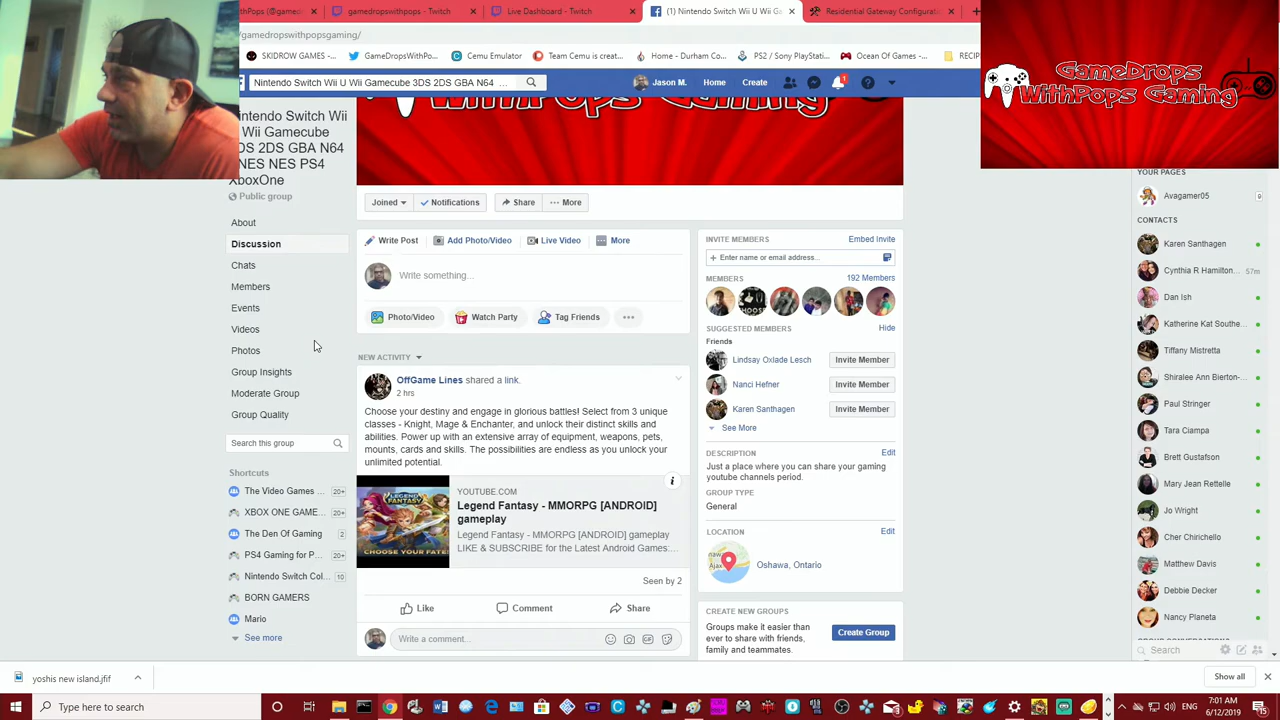 thPops (@gamed
gamedropswithpops - Twitch
Live Dashboard - Twitch
(1) Nintendo Switch Wii U Wii Ga
Residential Gateway Configurati
/gamedropswithpopsgaming/
SKIDROW GAMES -...
GameDropsWithPo...
Cemu Emulator
Team Cemu is creat...
Home - Durham Co...
PS2 / Sony PlayStati...
Ocean Of Games -...
RECIP
Nintendo Switch Wii U Wii Gamecube 3DS 2DS GBA N64 ...
Jason M.
Home
Create
1
GameDrops
WithPops Gaming
WITHPOPS GAMING
intendo Switch Wii
Wii Gamecube
DS 2DS GBA N64
NES NES PS4
XboxOne
Public group
About
Discussion
Chats
Members
Events
Videos
Photos
Group Insights
Moderate Group
Group Quality
Search this group
Shortcuts
The Video Games ... 20+
XBOX ONE GAME... 20+
The Den Of Gaming 2
PS4 Gaming for P... 20+
Nintendo Switch Col... 10
BORN GAMERS
Mario
See more
Joined
Notifications
Share
More
Write Post
Add Photo/Video
Live Video
More
Write something...
Photo/Video
Watch Party
Tag Friends
NEW ACTIVITY
OffGame Lines shared a link.
2 hrs
Choose your destiny and engage in glorious battles! Select from 3 unique
classes - Knight, Mage & Enchanter, and unlock their distinct skills and
abilities. Power up with an extensive array of equipment, weapons, pets,
mounts, cards and skills. The possibilities are endless as you unlock your
unlimited potential.
LEGEND
FANTASY
CHOOSE YOUR FATE!
YOUTUBE.COM
Legend Fantasy - MMORPG [ANDROID]
gameplay
Legend Fantasy - MMORPG [ANDROID] gameplay
LIKE & SUBSCRIBE for the Latest Android Games:...
Seen by 2
Like
Comment
Share
Write a comment...
INVITE MEMBERS
Embed Invite
+ Enter name or email address...
MEMBERS
192 Members
SUGGESTED MEMBERS
Hide
Friends
Lindsay Oxlade Lesch
Invite Member
Nanci Hefner
Invite Member
Karen Santhagen
Invite Member
See More
DESCRIPTION
Edit
Just a place where you can share your gaming
youtube channels period.
GROUP TYPE
General
LOCATION
Edit
Oshawa, Ontario
CREATE NEW GROUPS
Groups make it easier than
ever to share with friends,
family and teammates.
Create Group
YOUR PAGES
Avagamer05 9
CONTACTS
Karen Santhagen
Cynthia R Hamilton... 57m
Dan Ish
Katherine Kat Southe...
Tiffany Mistretta
Shiralee Ann Bierton-...
Paul Stringer
Tara Ciampa
Brett Gustafson
Mary Jean Rettelle
Jo Wright
Cher Chirichello
Matthew Davis
Debbie Decker
Nancy Planeta
GROUP CONVERSATIONS
Search
yoshis new island.jfif
Show all
Type here to search
7:01 AM
6/12/2019
15